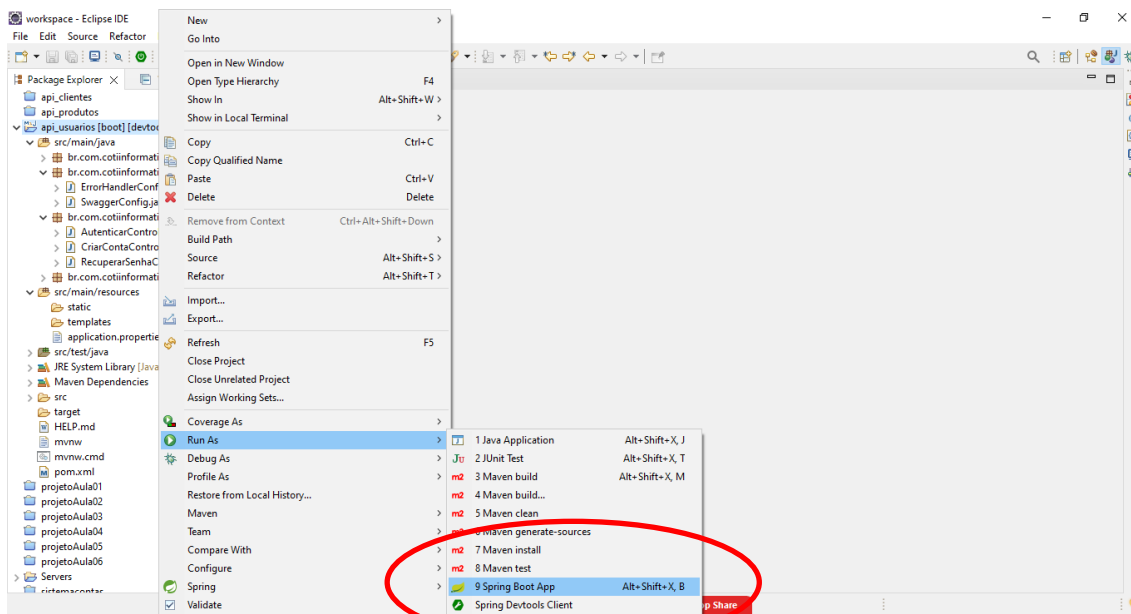 workspace - Eclipse IDE
File Edit Source Refactor
Package Explorer
api_clientes
api_produtos
api_usuarios [boot] [devtoo
src/main/java
br.com.cotiinformati
br.com.cotiinformati
ErrorHandlerConf
SwaggerConfig.ja
br.com.cotiinformati
AutenticarContro
CriarContaContro
RecuperarSenhaC
br.com.cotiinformati
src/main/resources
static
templates
application.propertie
src/test/java
JRE System Library [Java
Maven Dependencies
src
target
HELP.md
mvnw
mvnw.cmd
pom.xml
projetoAula01
projetoAula02
projetoAula03
projetoAula04
projetoAula05
projetoAula06
Servers
sistemacontas
New
Go Into
Open in New Window
Open Type Hierarchy F4
Show In Alt+Shift+W
Show in Local Terminal
Copy Ctrl+C
Copy Qualified Name
Paste Ctrl+V
Delete Delete
Remove from Context Ctrl+Alt+Shift+Down
Build Path
Source Alt+Shift+S
Refactor Alt+Shift+T
Import...
Export...
Refresh F5
Close Project
Close Unrelated Project
Assign Working Sets...
Coverage As
Run As
Debug As
Profile As
Restore from Local History...
Maven
Team
Compare With
Configure
Spring
Validate
1 Java Application Alt+Shift+X, J
2 JUnit Test Alt+Shift+X, T
3 Maven build Alt+Shift+X, M
4 Maven build...
5 Maven clean
6 Maven generate-sources
7 Maven install
8 Maven test
9 Spring Boot App Alt+Shift+X, B
Spring Devtools Client
p Share